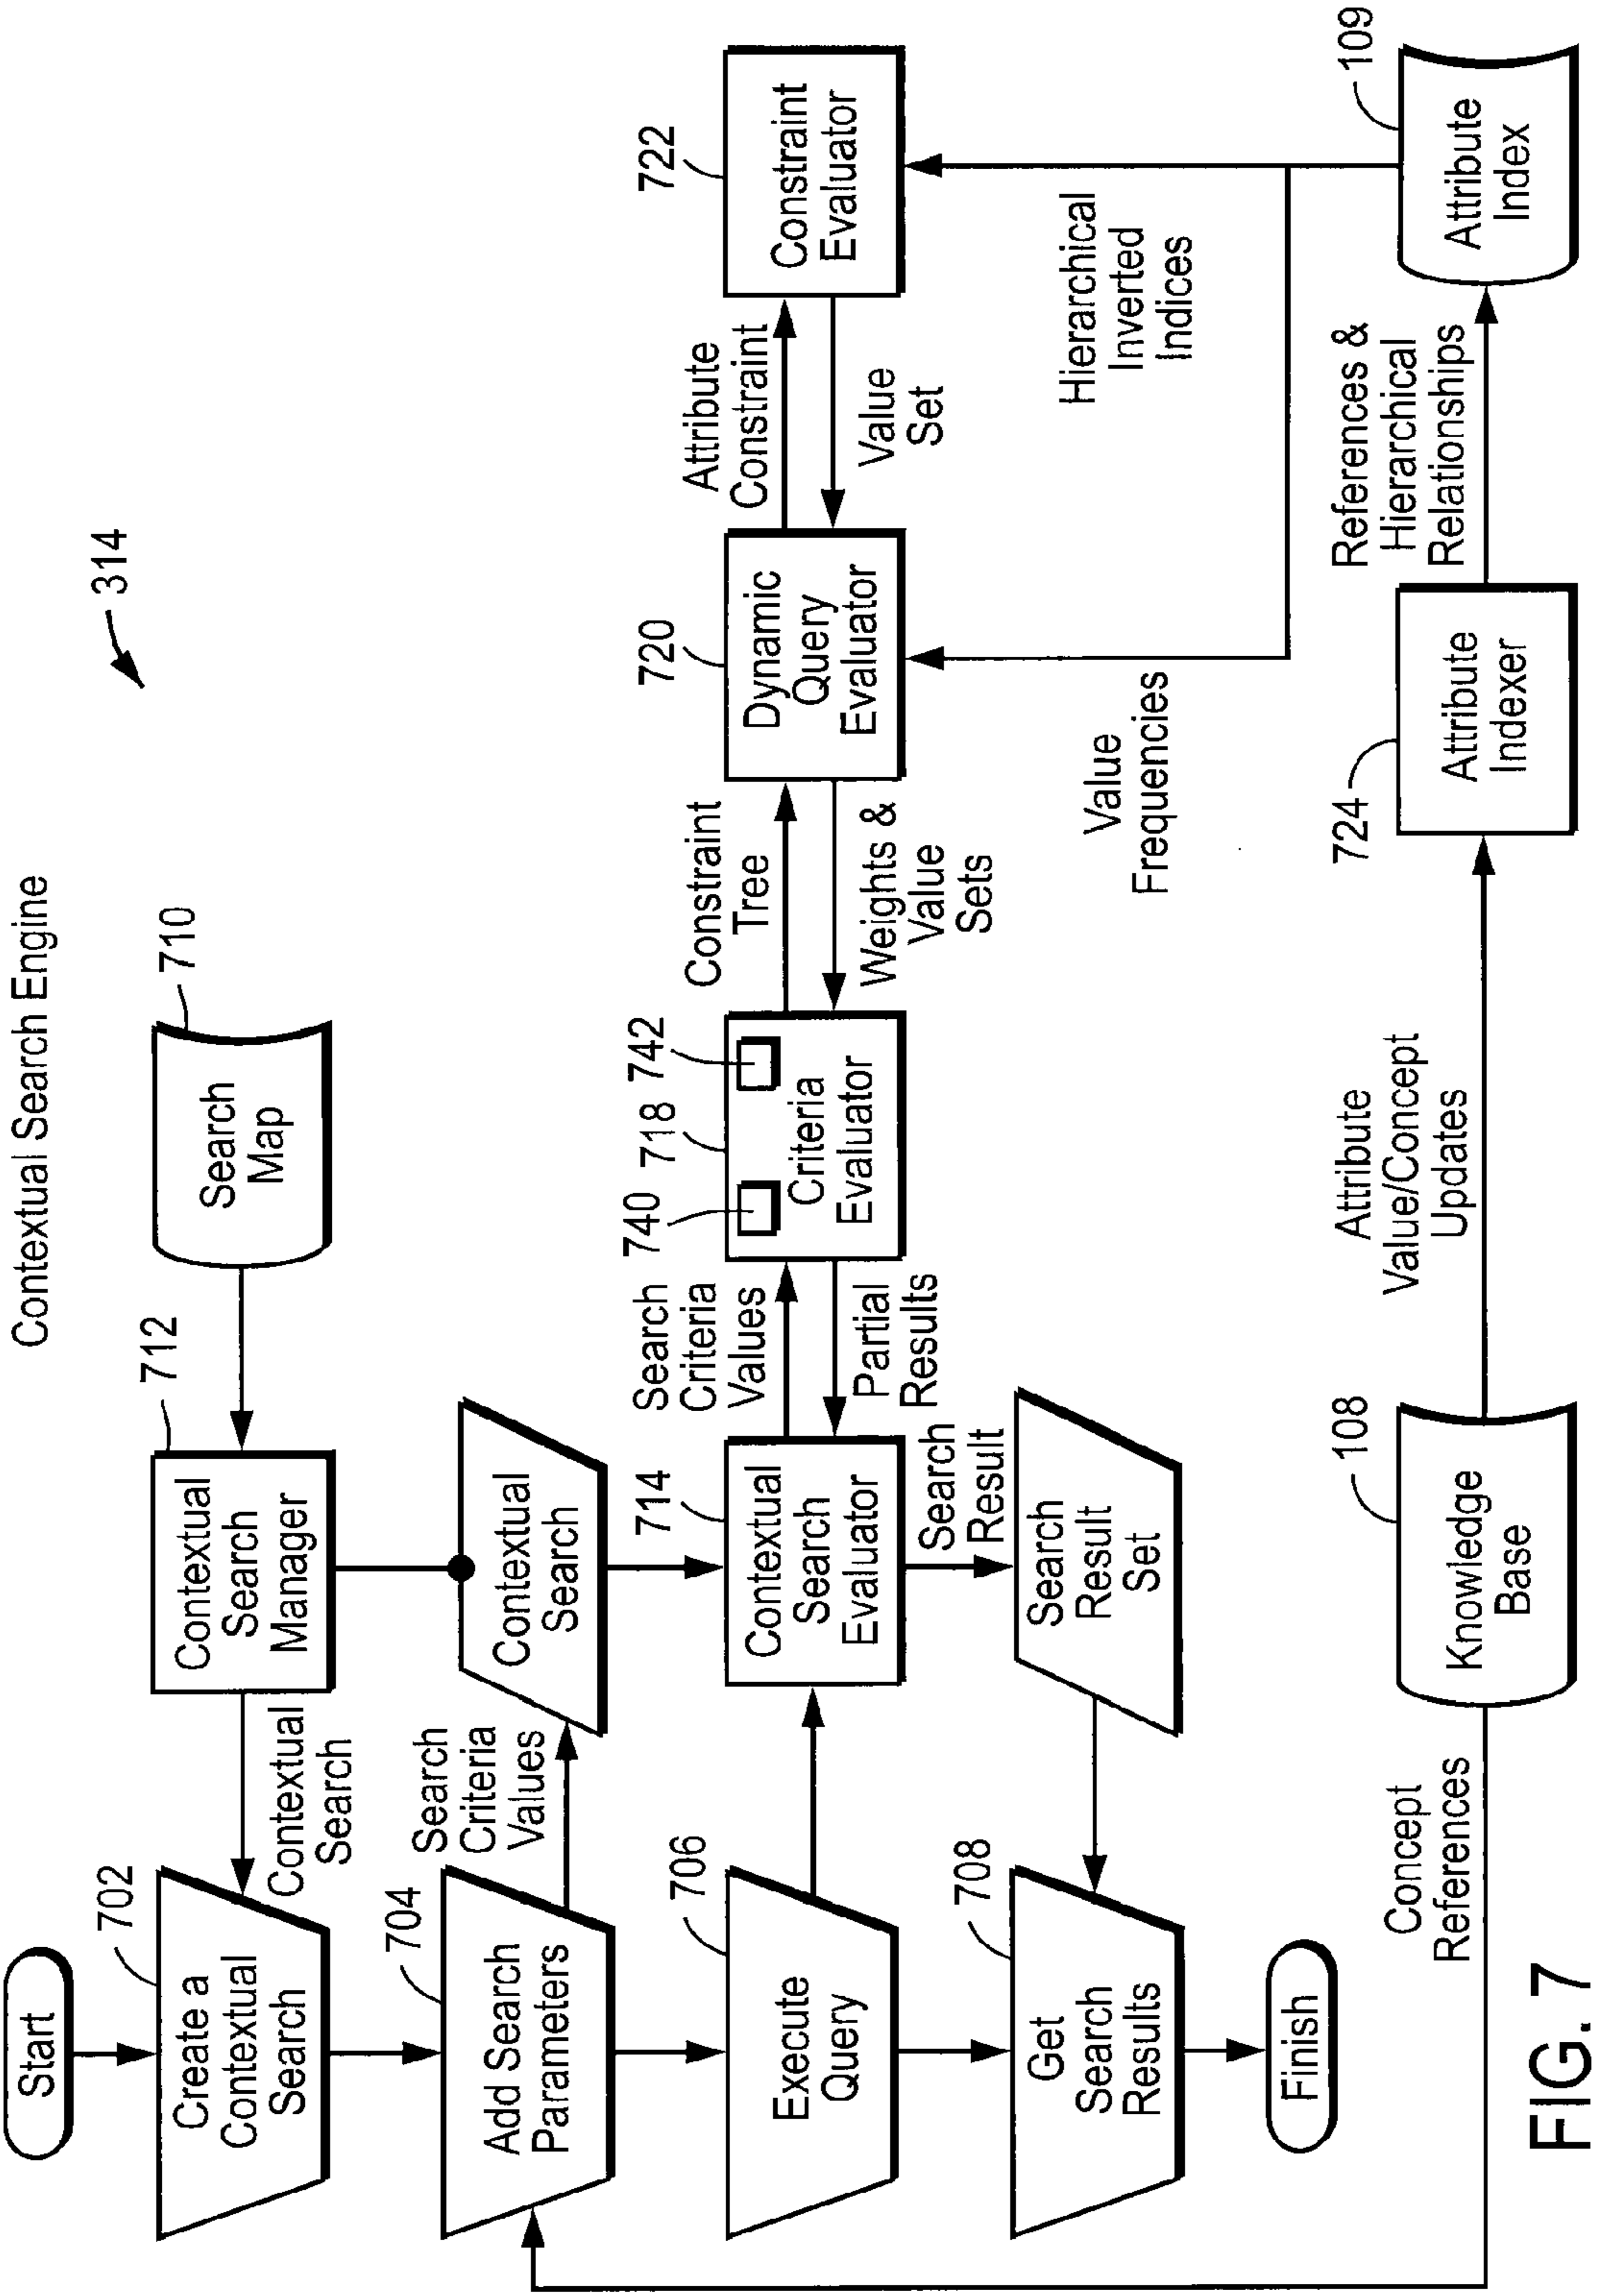 Contextual Search Engine
314
Start
702
Create a
Contextual
Search
Contextual
Search
712
Contextual
Search
Manager
710
Search
Map
704
Add Search
Parameters
Search
Criteria
Values
Contextual
Search
706
Execute
Query
714
Contextual
Search
Evaluator
Search
Criteria
Values
Partial
Results
740
718
742
Criteria
Evaluator
Constraint
Tree
Weights &
Value
Sets
720
Dynamic
Query
Evaluator
Attribute
Constraint
Value
Set
722
Constraint
Evaluator
708
Get
Search
Results
Search
Result
Search
Result
Set
Value
Frequencies
Hierarchical
Inverted
Indices
Finish
Concept
References
108
Knowledge
Base
Attribute
Value/Concept
Updates
724
Attribute
Indexer
References &
Hierarchical
Relationships
109
Attribute
Index
FIG. 7